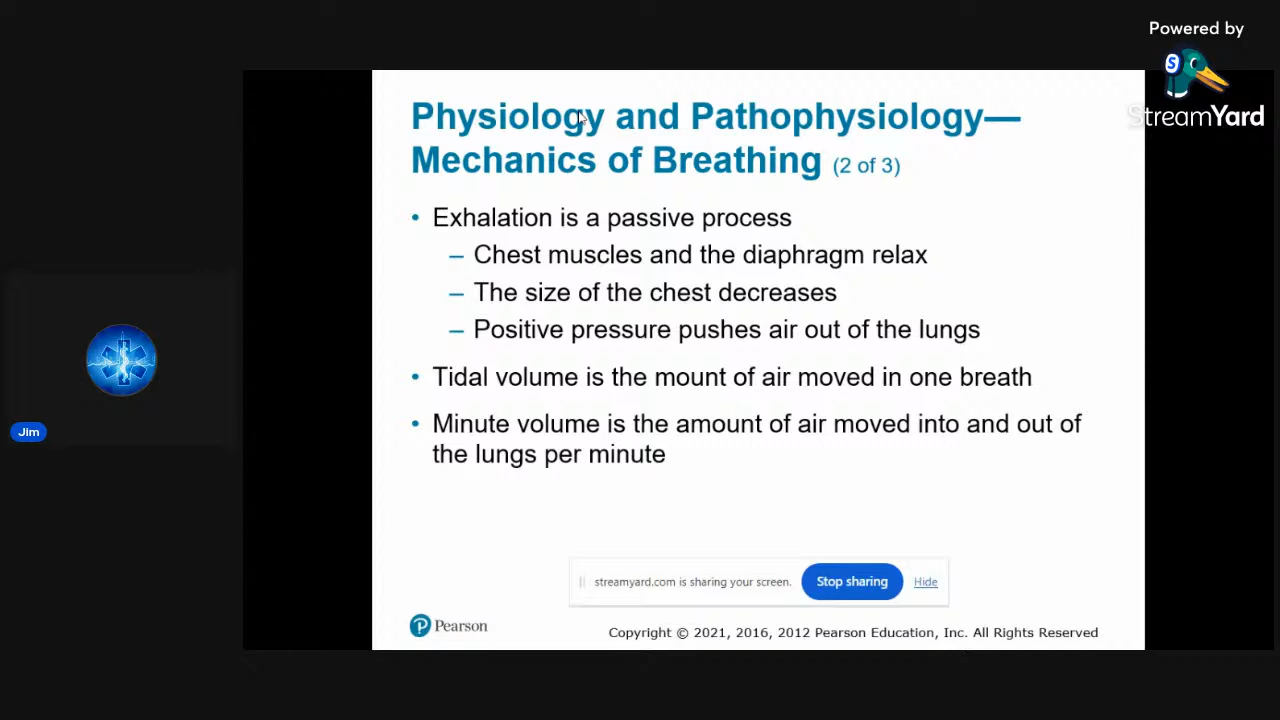 Powered by
S
StreamYard
Physiology and Pathophysiology—
Mechanics of Breathing (2 of 3)
• Exhalation is a passive process
– Chest muscles and the diaphragm relax
– The size of the chest decreases
– Positive pressure pushes air out of the lungs
• Tidal volume is the mount of air moved in one breath
• Minute volume is the amount of air moved into and out of
the lungs per minute
Jim
streamyard.com is sharing your screen. Stop sharing Hide
P Pearson
Copyright © 2021, 2016, 2012 Pearson Education, Inc. All Rights Reserved